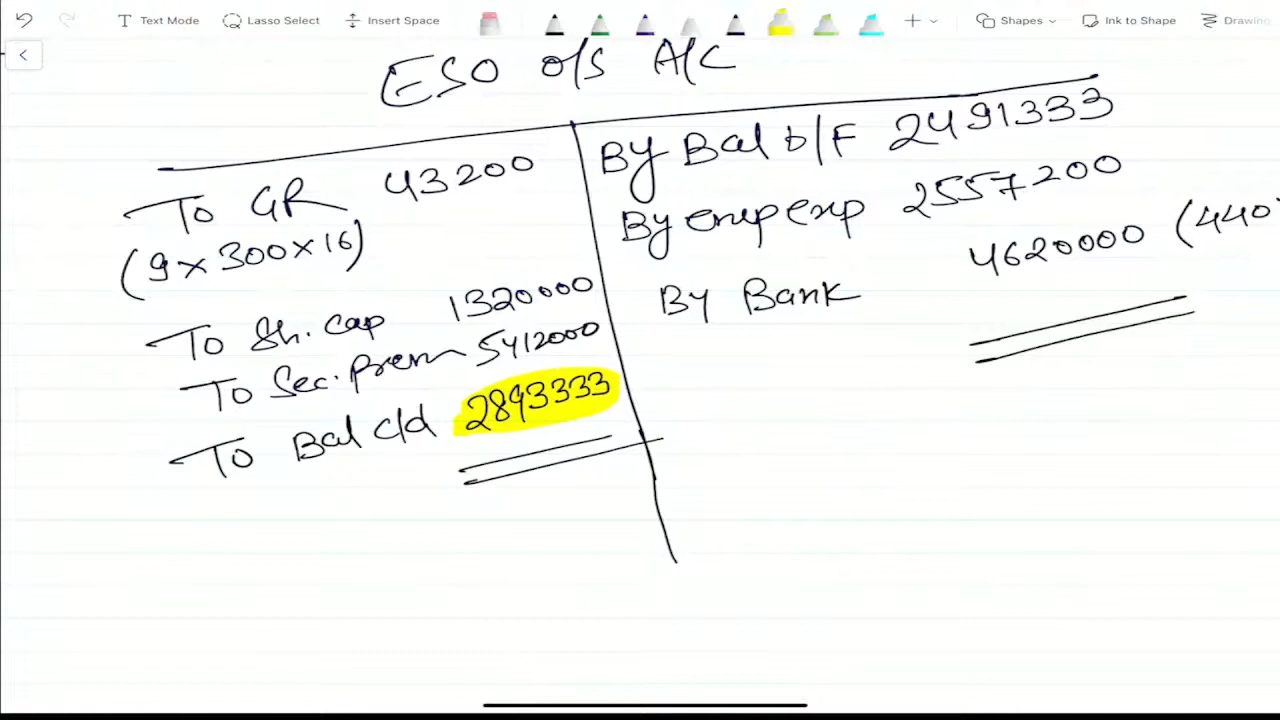 Text Mode Lasso Select Insert Space Shapes Ink to Shape Drawing
ESO O/S A/C
To GR 43200
(9 x 300 x 16)
To Sh. Cap 1320000
To Sec. Prem 5412000
To Bal c/d 2893333
By Bal b/F 2491333
By emp exp 2557200
By Bank 4620000 (440